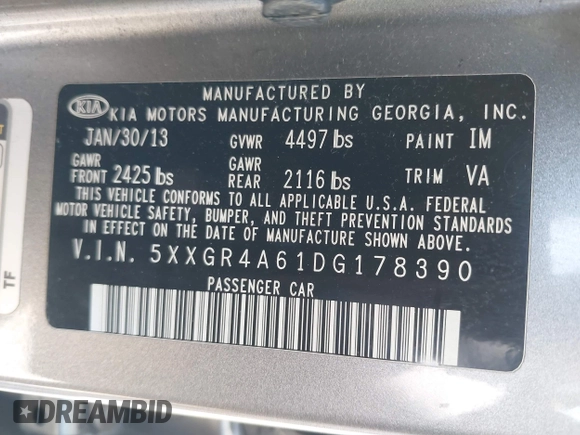 MANUFACTURED BY
KIA KIA MOTORS MANUFACTURING GEORGIA, INC.
JAN/30/13 GVWR 4497 lbs PAINT IM
GAWR FRONT 2425 lbs GAWR REAR 2116 lbs TRIM VA
THIS VEHICLE CONFORMS TO ALL APPLICABLE U.S.A. FEDERAL
MOTOR VEHICLE SAFETY, BUMPER, AND THEFT PREVENTION STANDARDS
IN EFFECT ON THE DATE OF MANUFACTURE SHOWN ABOVE.
V.I.N. 5XXGR4A61DG178390
PASSENGER CAR
TF
DREAMBID